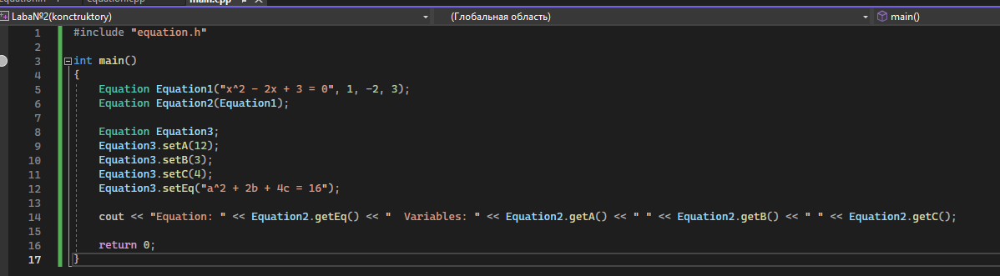 main.cpp
Laba№2(konctruktory) (Глобальная область) main()
1 #include "equation.h"
2
3 int main()
4 {
5 Equation Equation1("x^2 - 2x + 3 = 0", 1, -2, 3);
6 Equation Equation2(Equation1);
7
8 Equation Equation3;
9 Equation3.setA(12);
10 Equation3.setB(3);
11 Equation3.setC(4);
12 Equation3.setEq("a^2 + 2b + 4c = 16");
13
14 cout << "Equation: " << Equation2.getEq() << "  Variables: " << Equation2.getA() << " " << Equation2.getB() << " " << Equation2.getC();
15
16 return 0;
17 }